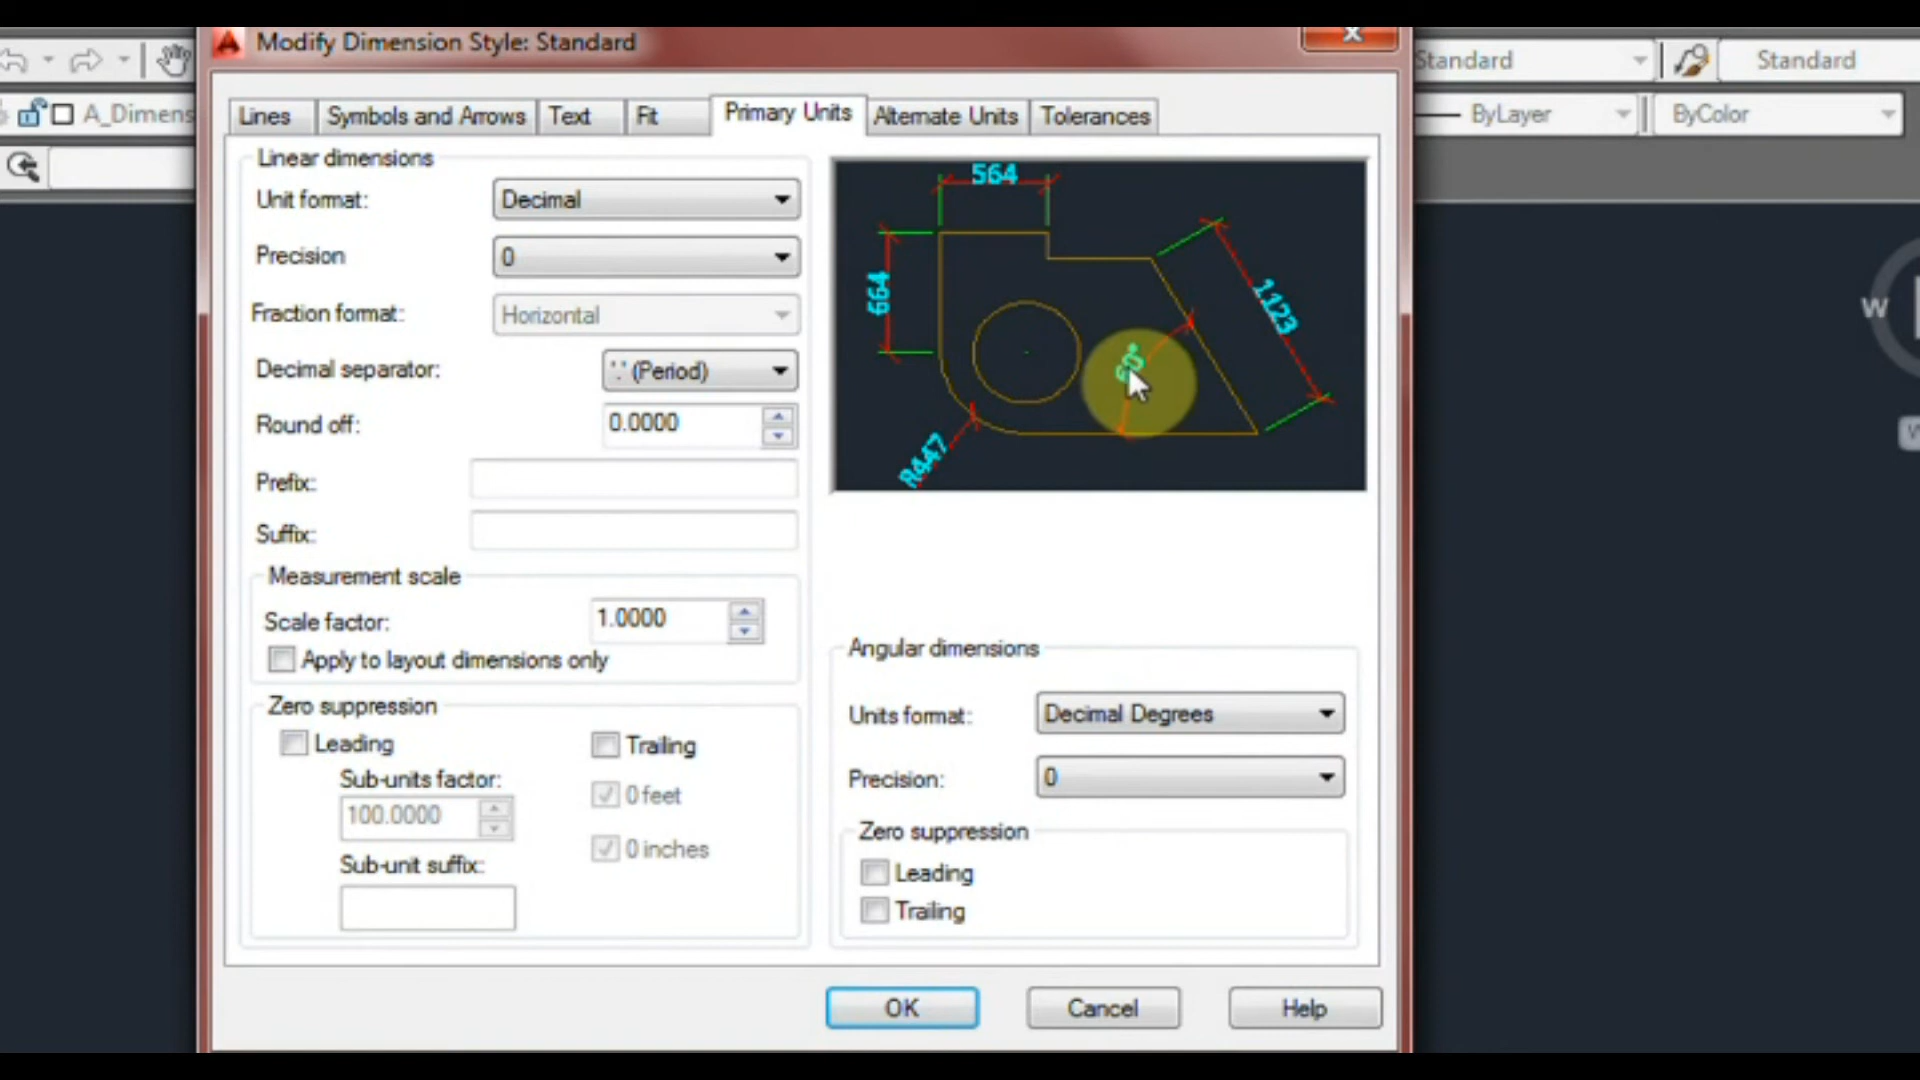 Modify Dimension Style: Standard
Standard
Standard
A_Dimens
ByLayer
ByColor
Lines
Symbols and Arrows
Text
Fit
Primary Units
Alternate Units
Tolerances
Linear dimensions
Unit format:
Decimal
Precision
0
Fraction format:
Horizontal
Decimal separator:
'.' (Period)
Round off:
0.0000
Prefix:
Suffix:
Measurement scale
Scale factor:
1.0000
Apply to layout dimensions only
Zero suppression
Leading
Trailing
Sub-units factor:
100.0000
0 feet
0 inches
Sub-unit suffix:
564
664
1123
60°
R447
W
Angular dimensions
Units format:
Decimal Degrees
Precision:
0
Zero suppression
Leading
Trailing
OK
Cancel
Help